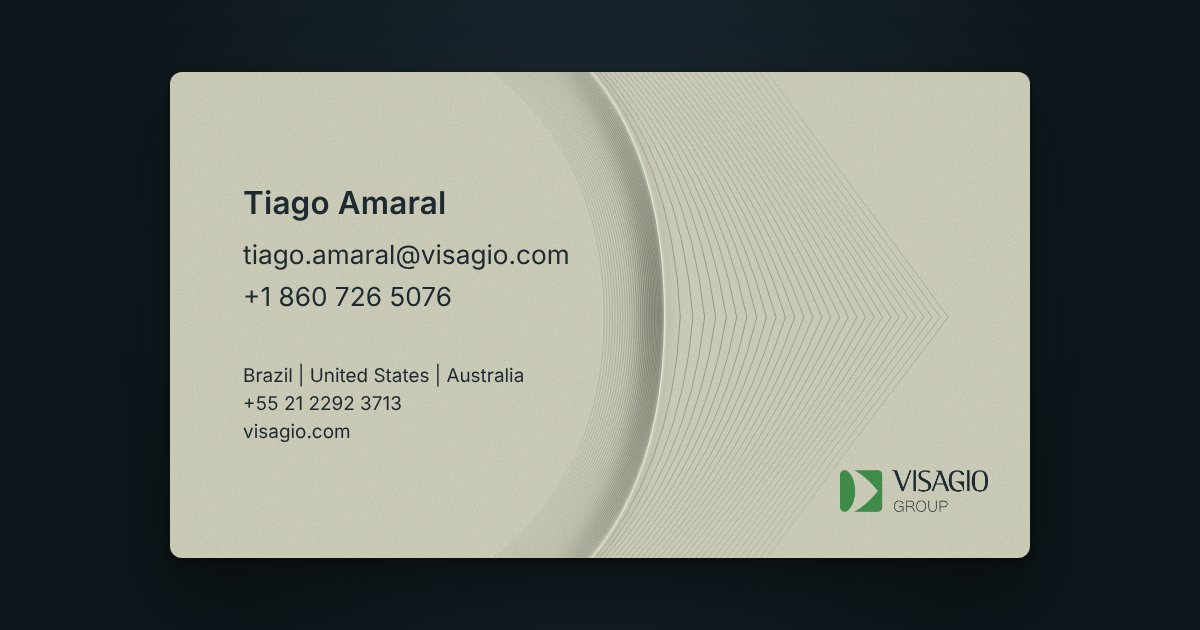 Tiago Amaral
tiago.amaral@visagio.com
+1 860 726 5076
Brazil | United States | Australia
+55 21 2292 3713
visagio.com
VISAGIO
GROUP